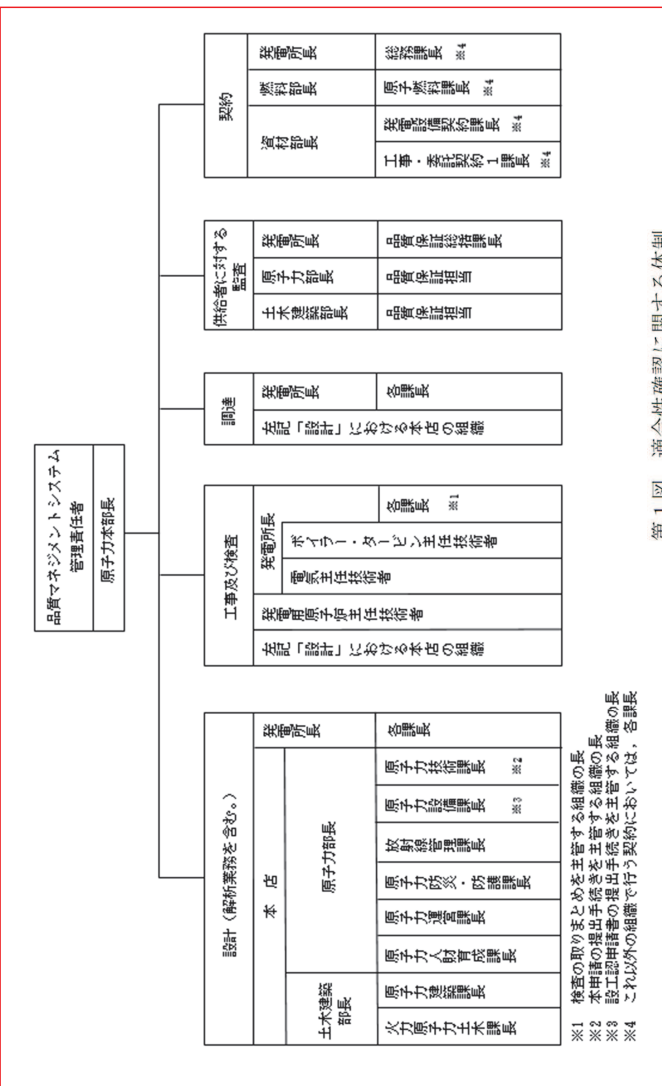 品質マネジメントシステム
管理責任者
原子力本部長
設計（解析業務を含む。）
本 店
発電所長
土木建築
部長
原子力部長
火力原子力土木課長
原子力建築課長
原子力人財育成課長
原子力運営課長
原子力防災・防護課長
放射線管理課長
原子力設備課長
※3
原子力技術課長
※2
各課長
工事及び検査
左記「設計」における本店の組織
発電用原子炉主任技術者
発電所長
電気主任技術者
ボイラー・タービン主任技術者
各課長
※1
調達
左記「設計」における本店の組織
発電所長
各課長
供給者に対する
監査
土木建築部長
原子力部長
発電所長
品質保証担当
品質保証担当
品質保証総括課長
契約
資材部長
燃料部長
発電所長
工事・委託契約１課長
※4
発電設備契約課長
※4
原子燃料課長
※4
総務課長
※4
※1 検査の取りまとめを主管する組織の長
※2 本申請の提出手続きを主管する組織の長
※3 設工認申請書の提出手続きを主管する組織の長
※4 これ以外の組織で行う契約においては，各課長
第１図 適合性確認に関する体制